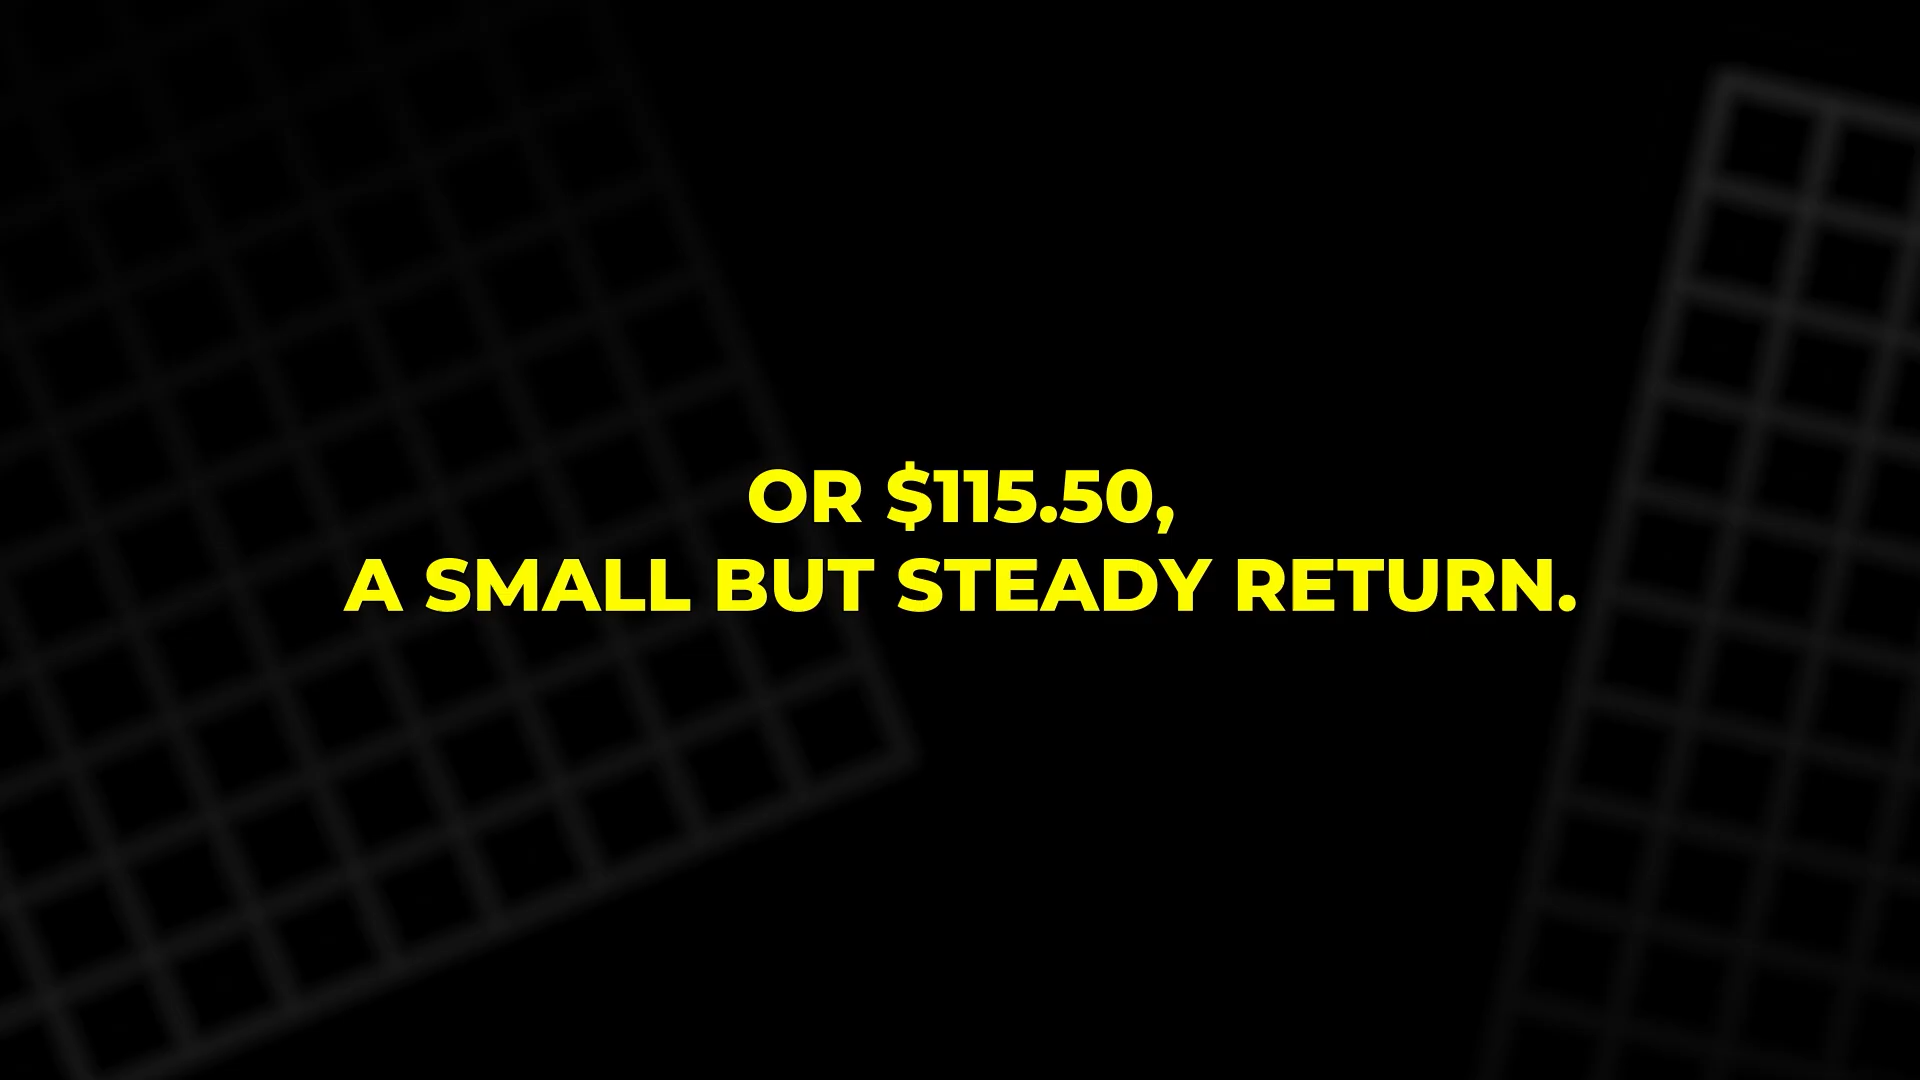 OR $115.50,
A SMALL BUT STEADY RETURN.